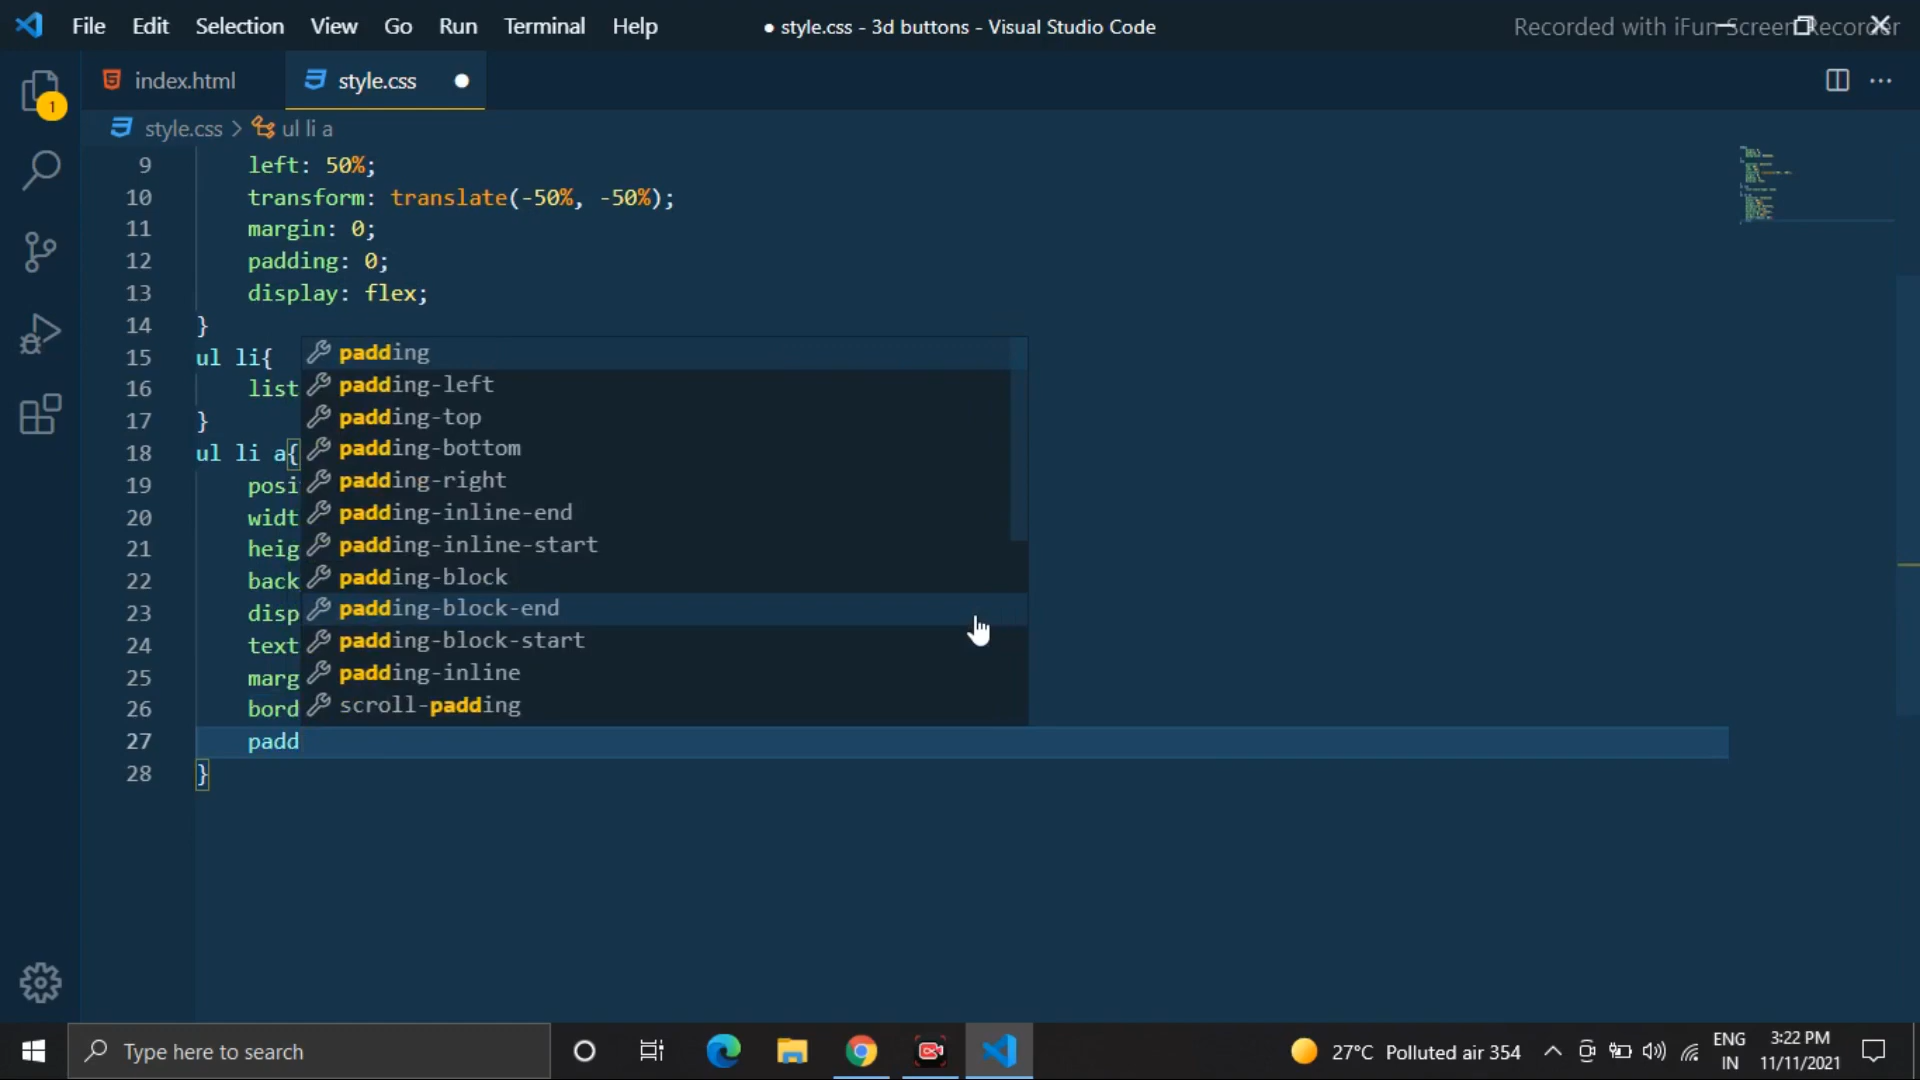 File Edit Selection View Go Run Terminal Help
● style.css - 3d buttons - Visual Studio Code
Recorded with iFun Screen Recorder
index.html
style.css
style.css > ul li a
1
9 left: 50%;
10 transform: translate(-50%, -50%);
11 margin: 0;
12 padding: 0;
13 display: flex;
14 }
15 ul li{
16 list
17 }
18 ul li a{
19 posi
20 widt
21 heig
22 back
23 disp
24 text
25 marg
26 bord
27 padd
28 }
padding
padding-left
padding-top
padding-bottom
padding-right
padding-inline-end
padding-inline-start
padding-block
padding-block-end
padding-block-start
padding-inline
scroll-padding
Type here to search
27°C Polluted air 354
ENG
IN
3:22 PM
11/11/2021